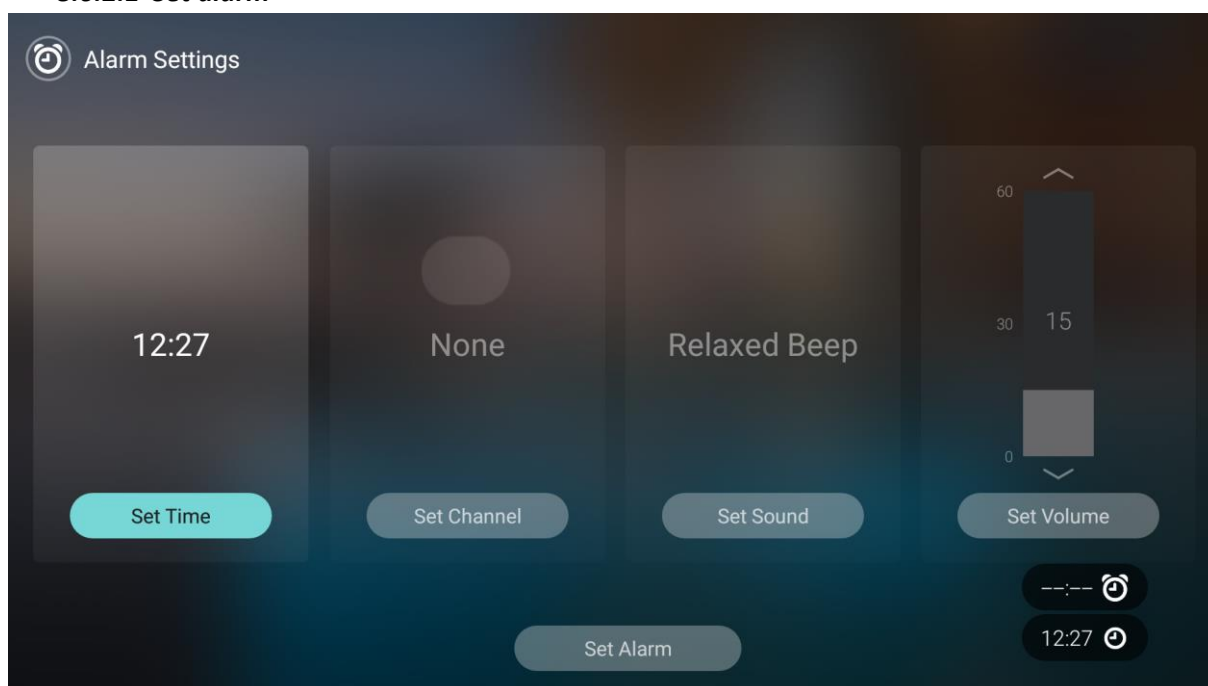 Alarm Settings
12:27
Set Time
None
Set Channel
Relaxed Beep
Set Sound
60
30
15
0
Set Volume
--:--
12:27
Set Alarm